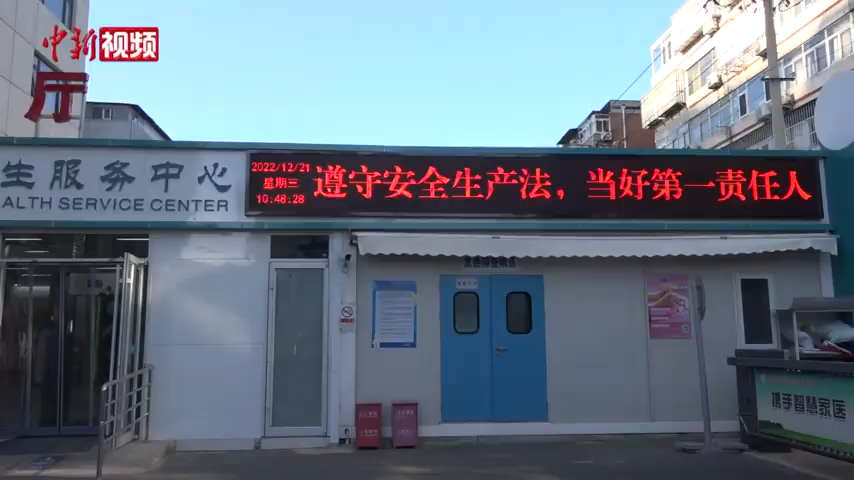 中新视频
厅
生服务中心
ALTH SERVICE CENTER
2022/12/21
星期三
10:48:28
遵守安全生产法，当好第一责任人
携手智慧家医